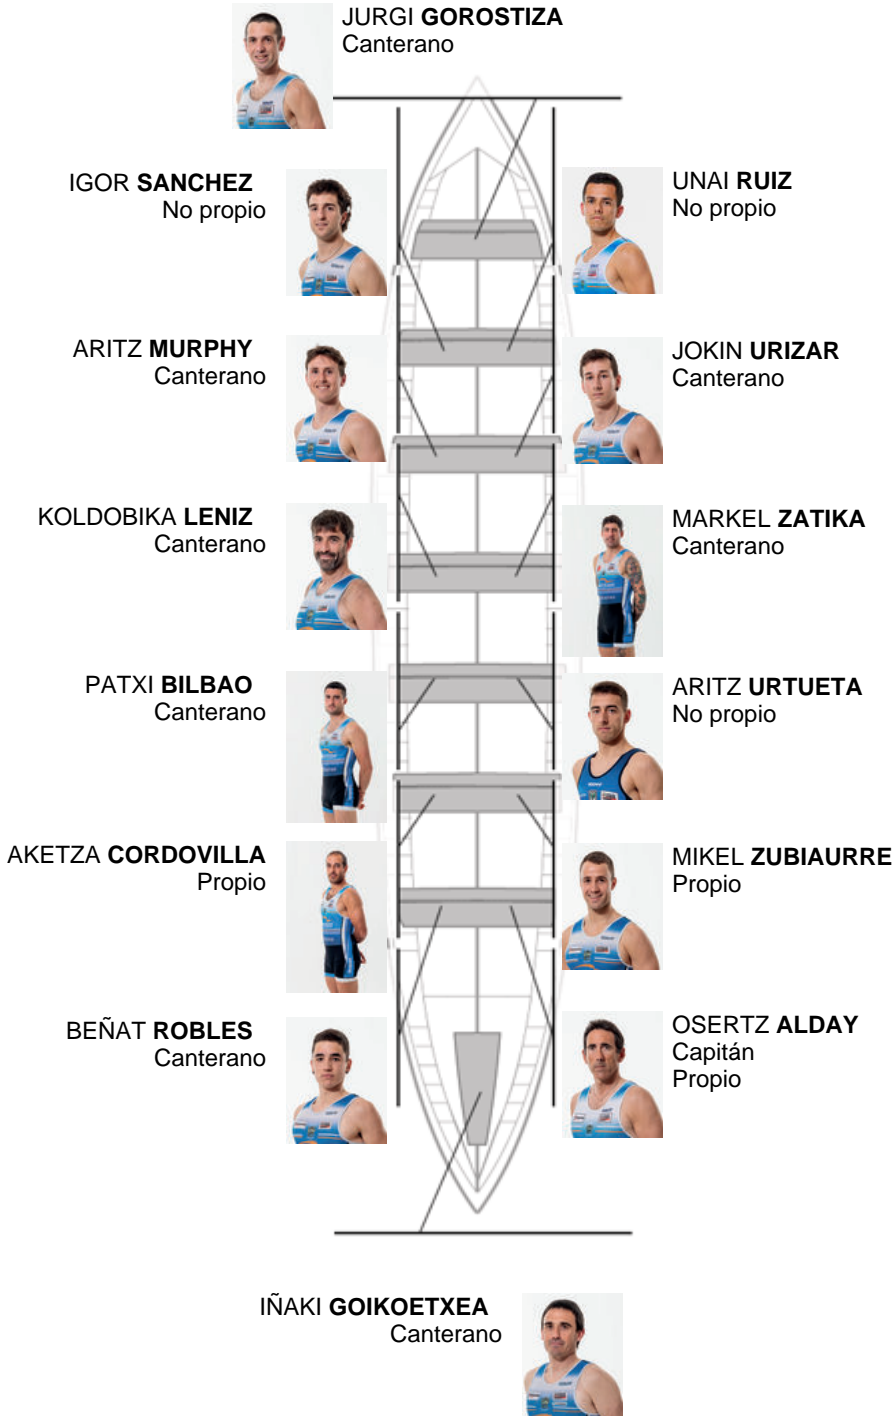 JURGI GOROSTIZA
Canterano
IGOR SANCHEZ
No propio
UNAI RUIZ
No propio
ARITZ MURPHY
Canterano
JOKIN URIZAR
Canterano
KOLDOBIKA LENIZ
Canterano
MARKEL ZATIKA
Canterano
PATXI BILBAO
Canterano
ARITZ URTUETA
No propio
AKETZA CORDOVILLA
Propio
MIKEL ZUBIAURRE
Propio
BEÑAT ROBLES
Canterano
OSERTZ ALDAY
Capitán
Propio
IÑAKI GOIKOETXEA
Canterano